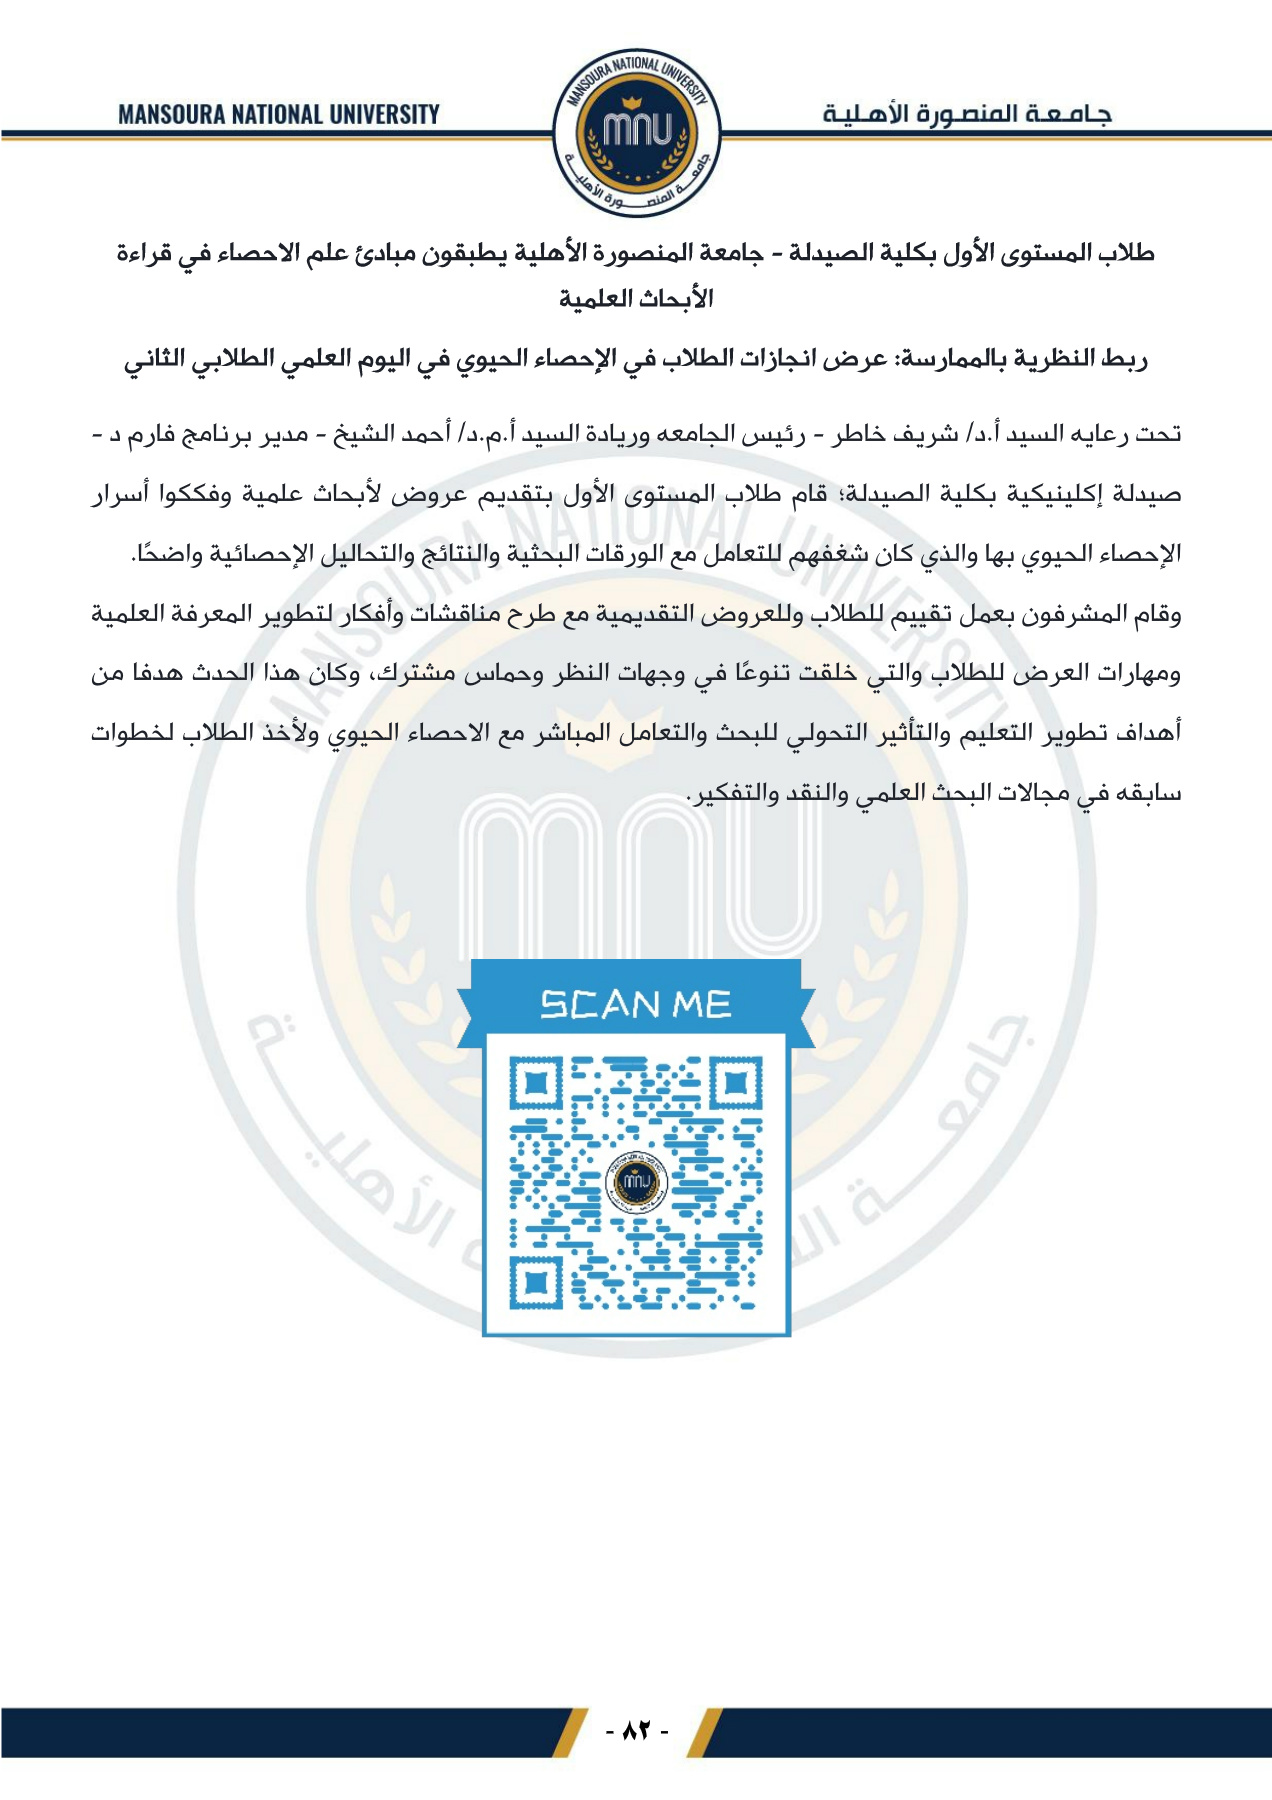 MANSOURA NATIONAL UNIVERSITY
جامعة المنصورة الأهلية
MANSOURA NATIONAL UNIVERSITY
mnu
جامعة المنصورة الأهلية
طلاب المستوى الأول بكلية الصيدلة - جامعة المنصورة الأهلية يطبقون مبادئ علم الاحصاء في قراءة
الأبحاث العلمية
ربط النظرية بالممارسة: عرض انجازات الطلاب في الإحصاء الحيوي في اليوم العلمي الطلابي الثاني
تحت رعايه السيد أ.د/ شريف خاطر - رئيس الجامعه وريادة السيد أ.م.د/ أحمد الشيخ - مدير برنامج فارم د -
صيدلة إكلينيكية بكلية الصيدلة؛ قام طلاب المستوى الأول بتقديم عروض لأبحاث علمية وفككوا أسرار
الإحصاء الحيوي بها والذي كان شغفهم للتعامل مع الورقات البحثية والنتائج والتحاليل الإحصائية واضحًا.
وقام المشرفون بعمل تقييم للطلاب وللعروض التقديمية مع طرح مناقشات وأفكار لتطوير المعرفة العلمية
ومهارات العرض للطلاب والتي خلقت تنوعًا في وجهات النظر وحماس مشترك، وكان هذا الحدث هدفا من
أهداف تطوير التعليم والتأثير التحولي للبحث والتعامل المباشر مع الاحصاء الحيوي ولأخذ الطلاب لخطوات
سابقه في مجالات البحث العلمي والنقد والتفكير.
SCAN ME
mnu
- ٨٢ -